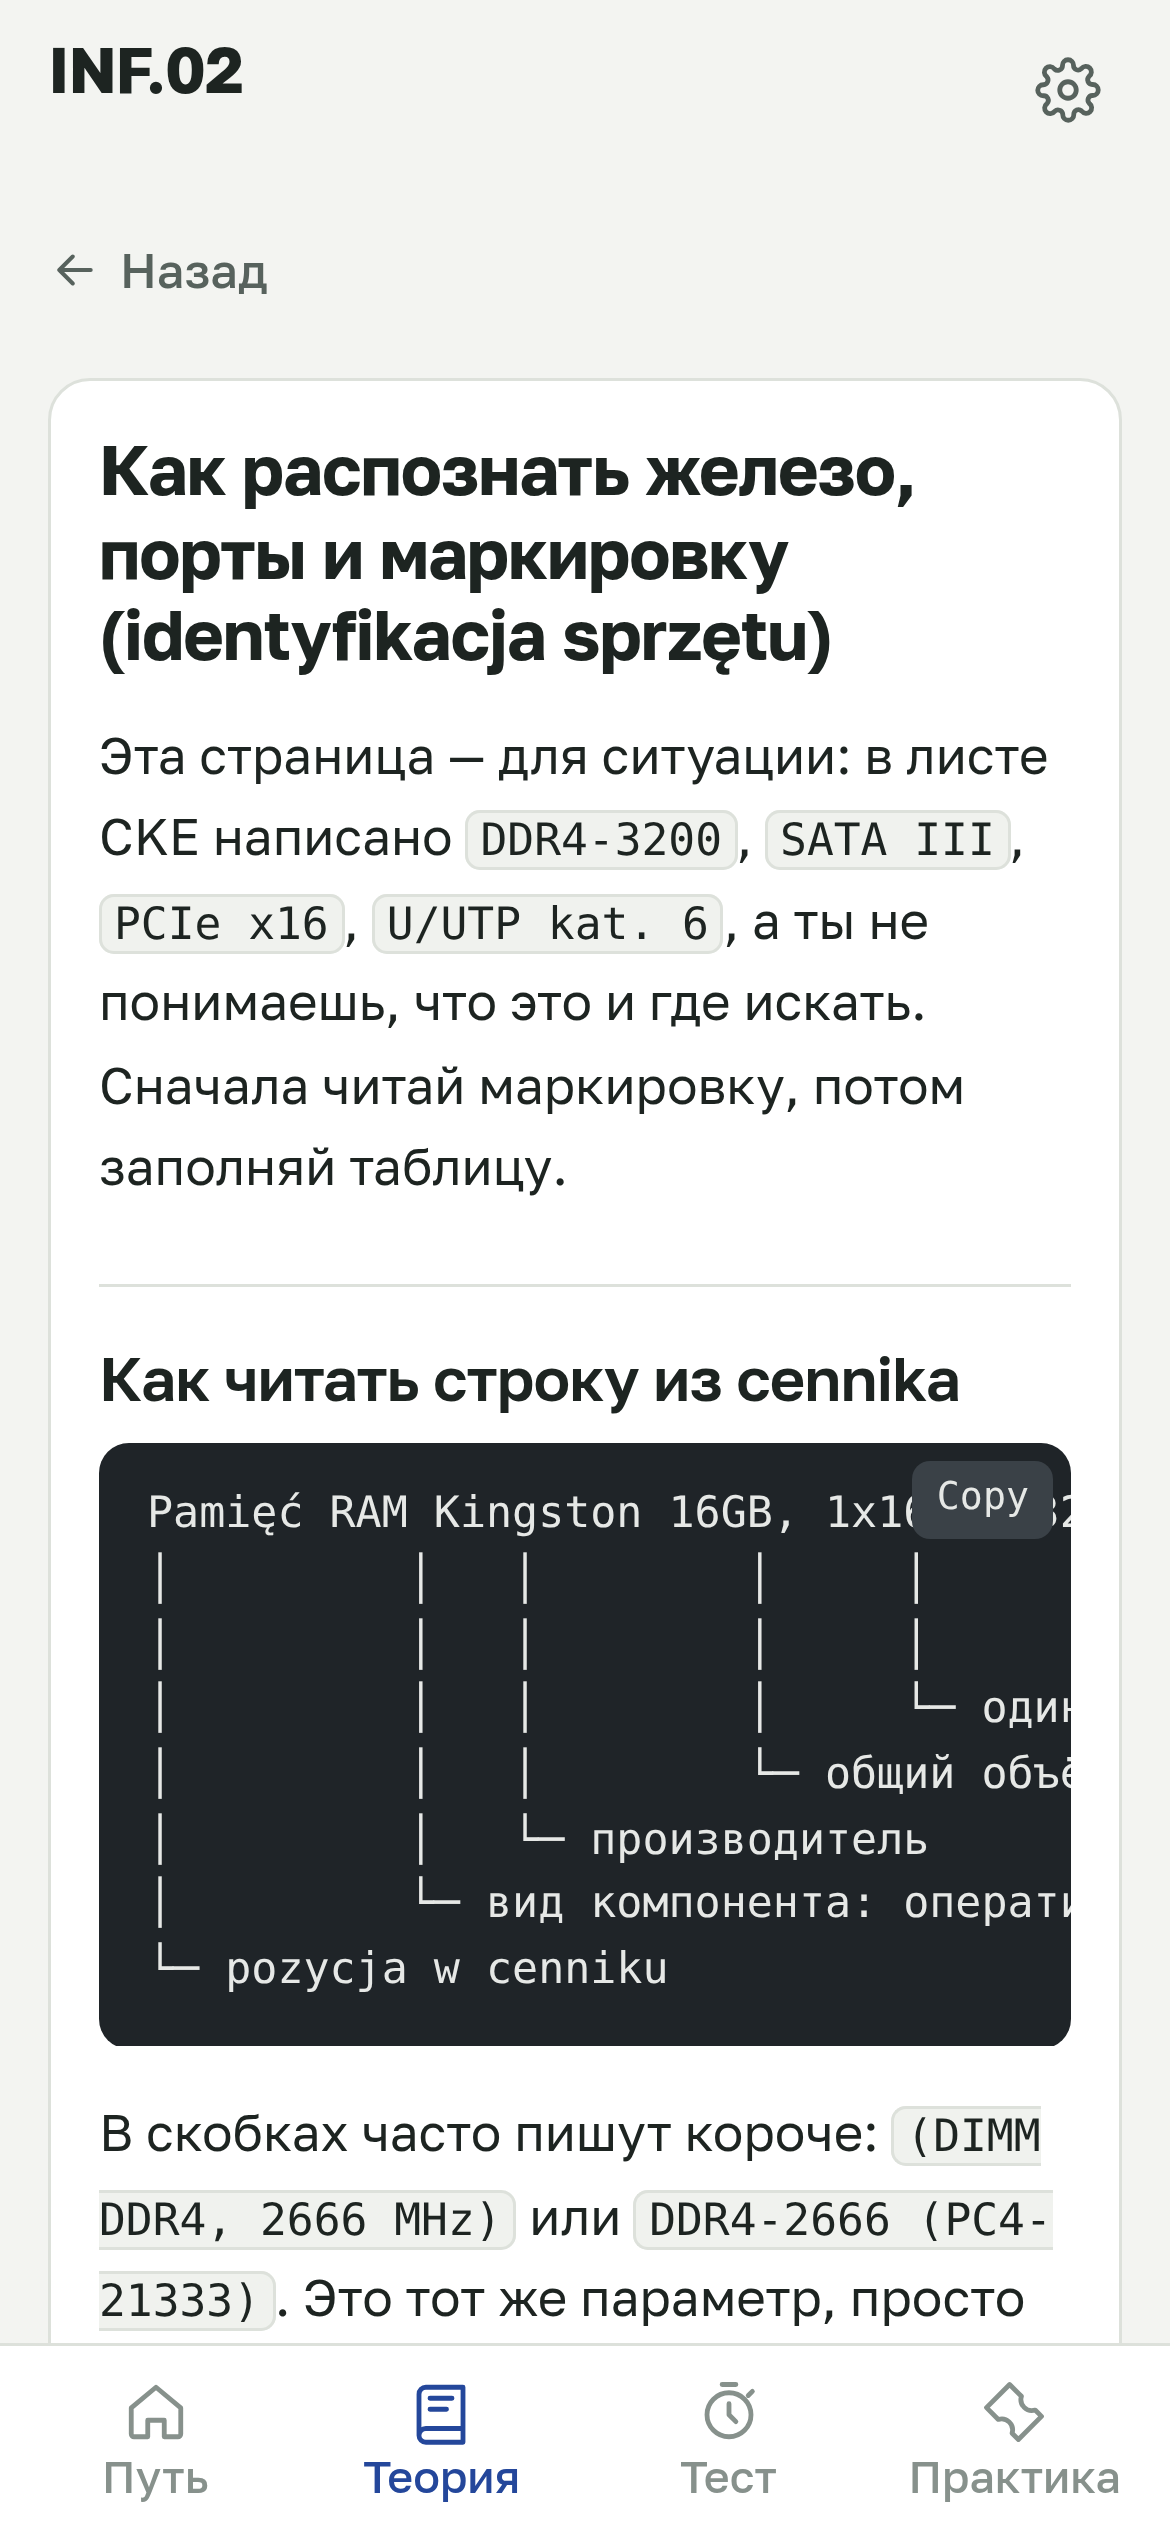 INF.02
Назад
Как распознать железо,
порты и маркировку
(identyfikacja sprzętu)
Эта страница — для ситуации: в листе
CKE написано DDR4-3200, SATA III,
PCIe x16, U/UTP kat. 6, а ты не
понимаешь, что это и где искать.
Сначала читай маркировку, потом
заполняй таблицу.
Как читать строку из cennika
Copy
Pamięć RAM Kingston 16GB,
└─
└─ общий
└─ производитель
└─ вид компонента:
└─ pozycja w cenniku
В скобках часто пишут короче: (DIMM
DDR4, 2666 MHz) или DDR4-2666 (PC4-
21333). Это тот же параметр, просто
Путь
Теория
Тест
Практика